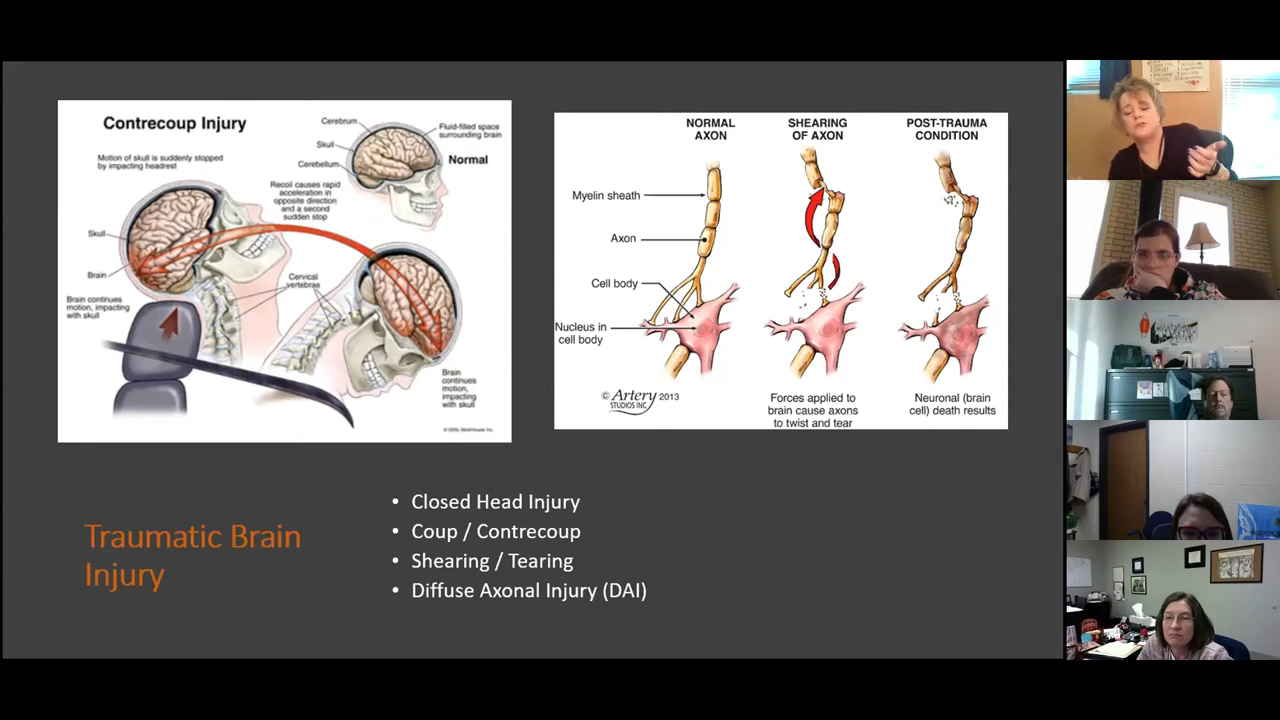 Contrecoup Injury
Motion of skull is suddenly stopped
by impacting headrest
Cerebrum
Skull
Cerebellum
Fluid-filled space
surrounding brain
Normal
Recoil causes rapid
acceleration in
opposite direction
and a second
sudden stop
Skull
Brain
Brain continues
motion, impacting
with skull
Cervical
vertebrae
Brain
continues
motion,
impacting
with skull
NORMAL
AXON
SHEARING
OF AXON
POST-TRAUMA
CONDITION
Myelin sheath
Axon
Cell body
Nucleus in
cell body
© Artery 2013
STUDIOS INC.
Forces applied to
brain cause axons
to twist and tear
Neuronal (brain
cell) death results
Traumatic Brain
Injury
• Closed Head Injury
• Coup / Contrecoup
• Shearing / Tearing
• Diffuse Axonal Injury (DAI)